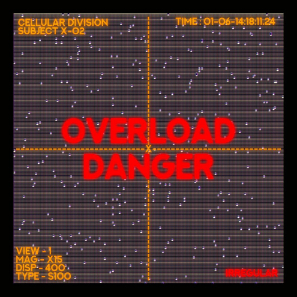 CELLULAR DIVISION
SUBJECT X-02
TIME : 01-06-14:18:11:24
OVERLOAD
DANGER
VIEW - 1
MAG - X15
DISP - 400
TYPE - S100